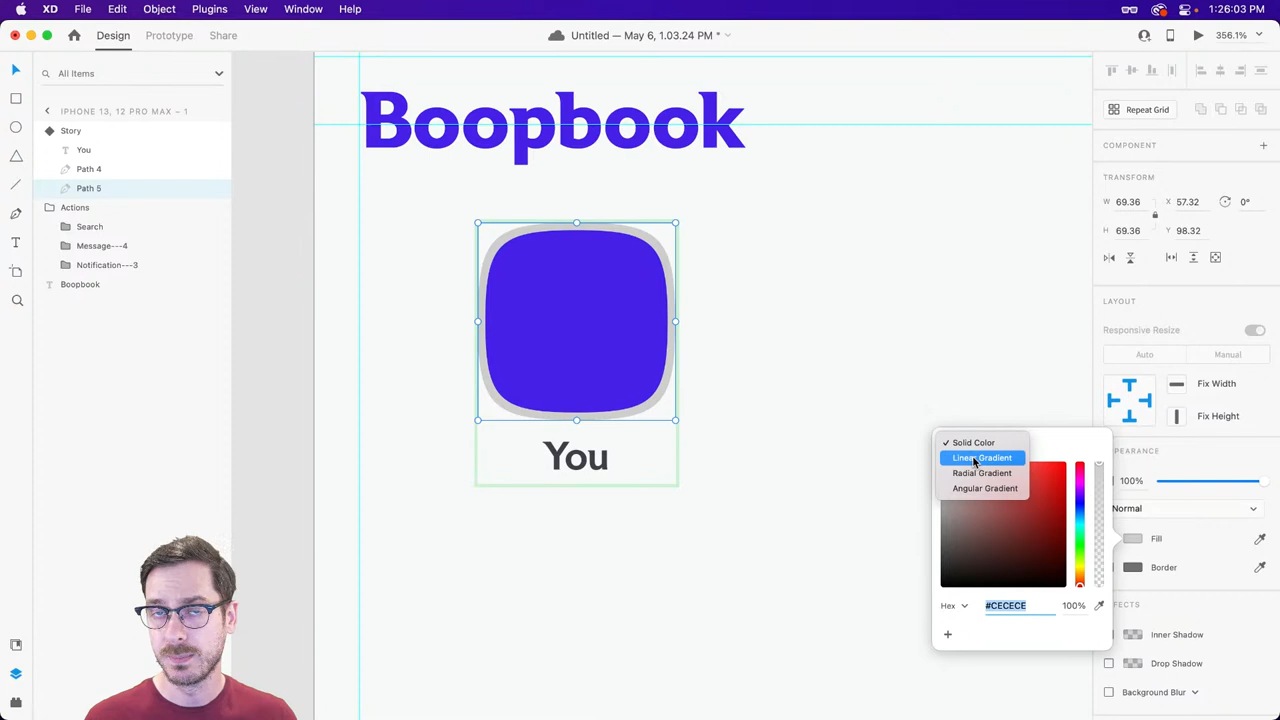 XD File Edit Object Plugins View Window Help 1:26:03 PM
Design Prototype Share Untitled — May 6, 1.03.24 PM * 356.1%
All Items
IPHONE 13, 12 PRO MAX – 1
Story
You
Path 4
Path 5
Actions
Search
Message---4
Notification---3
Boopbook
Boopbook
You
Repeat Grid
COMPONENT
TRANSFORM
W 69.36 X 57.32 0°
H 69.36 Y 98.32
LAYOUT
Responsive Resize
Auto Manual
Fix Width
Fix Height
PEARANCE
100%
Normal
Fill
Border
FECTS
Inner Shadow
Drop Shadow
Background Blur
✓ Solid Color
Linear Gradient
Radial Gradient
Angular Gradient
Hex #CECECE 100%